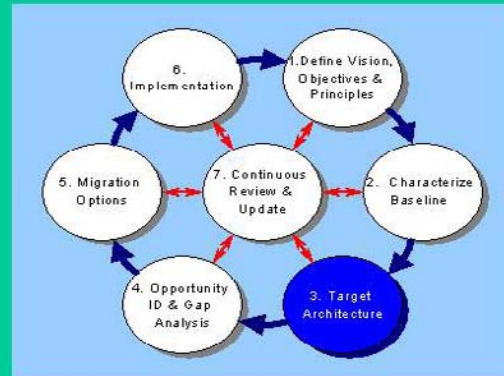 1.Define Vision,
Objectives &
Principles
2. Characterize
Baseline
3. Target
Architecture
4. Opportunity
ID & Gap
Analysis
5. Migration
Options
6.
Implementation
7. Continuous
Review &
Update